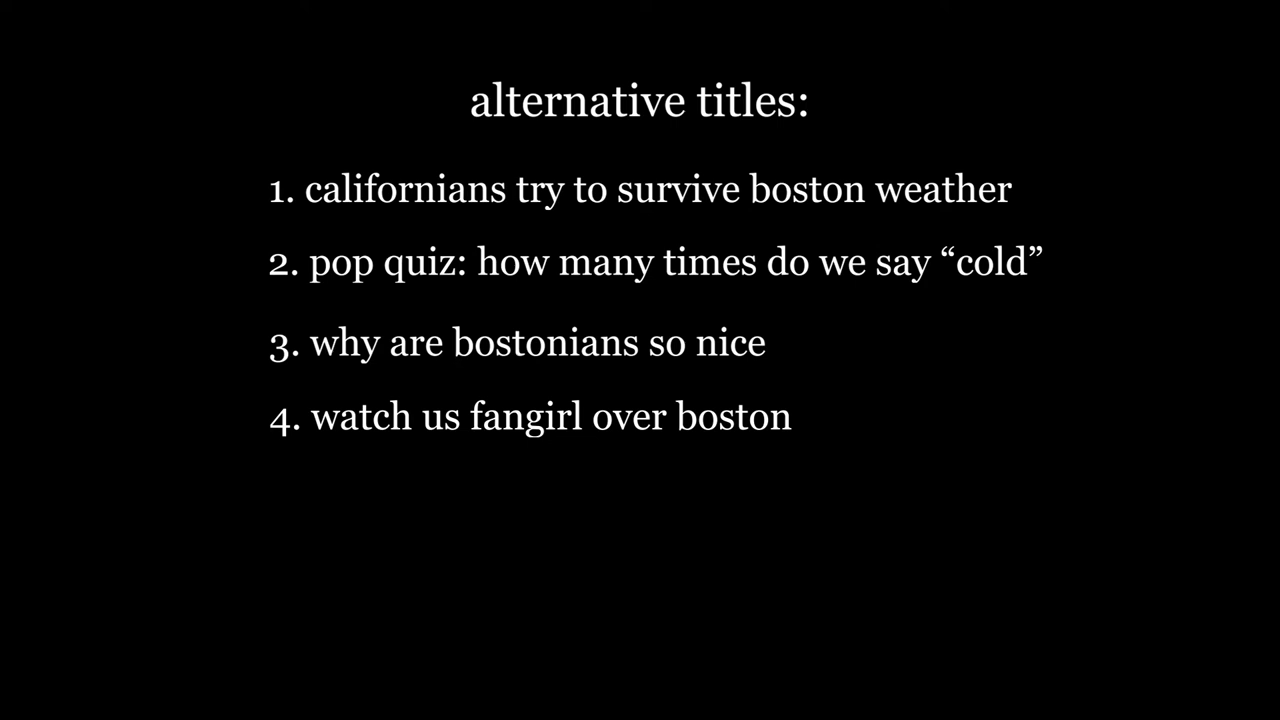 alternative titles:
1. californians try to survive boston weather
2. pop quiz: how many times do we say “cold”
3. why are bostonians so nice
4. watch us fangirl over boston